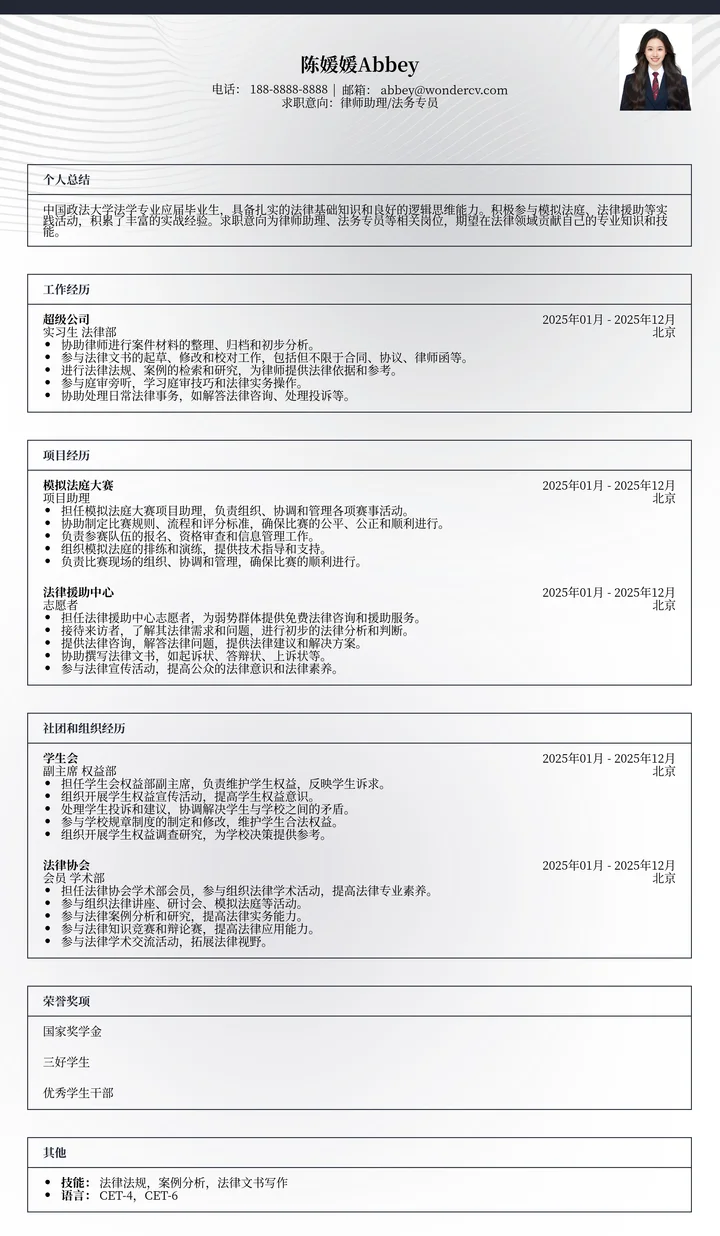 陈媛媛Abbey
电话： 188-8888-8888 | 邮箱： abbey@wondercv.com
求职意向：律师助理/法务专员
个人总结
中国政法大学法学专业应届毕业生，具备扎实的法律基础知识和良好的逻辑思维能力。积极参与模拟法庭、法律援助等实
践活动，积累了丰富的实战经验。求职意向为律师助理、法务专员等相关岗位，期望在法律领域贡献自己的专业知识和技
能。
工作经历
超级公司 2025年01月 - 2025年12月
实习生 法律部 北京
• 协助律师进行案件材料的整理、归档和初步分析。
• 参与法律文书的起草、修改和校对工作，包括但不限于合同、协议、律师函等。
• 进行法律法规、案例的检索和研究，为律师提供法律依据和参考。
• 参与庭审旁听，学习庭审技巧和法律实务操作。
• 协助处理日常法律事务，如解答法律咨询、处理投诉等。
项目经历
模拟法庭大赛 2025年01月 - 2025年12月
项目助理 北京
• 担任模拟法庭大赛项目助理，负责组织、协调和管理各项赛事活动。
• 协助制定比赛规则、流程和评分标准，确保比赛的公平、公正和顺利进行。
• 负责参赛队伍的报名、资格审查和信息管理工作。
• 组织模拟法庭的排练和演练，提供技术指导和支持。
• 负责比赛现场的组织、协调和管理，确保比赛的顺利进行。
法律援助中心 2025年01月 - 2025年12月
志愿者 北京
• 担任法律援助中心志愿者，为弱势群体提供免费法律咨询和援助服务。
• 接待来访者，了解其法律需求和问题，进行初步的法律分析和判断。
• 提供法律咨询，解答法律问题，提供法律建议和解决方案。
• 协助撰写法律文书，如起诉状、答辩状、上诉状等。
• 参与法律宣传活动，提高公众的法律意识和法律素养。
社团和组织经历
学生会 2025年01月 - 2025年12月
副主席 权益部 北京
• 担任学生会权益部副主席，负责维护学生权益，反映学生诉求。
• 组织开展学生权益宣传活动，提高学生权益意识。
• 处理学生投诉和建议，协调解决学生与学校之间的矛盾。
• 参与学校规章制度的制定和修改，维护学生合法权益。
• 组织开展学生权益调查研究，为学校决策提供参考。
法律协会 2025年01月 - 2025年12月
会员 学术部 北京
• 担任法律协会学术部会员，参与组织法律学术活动，提高法律专业素养。
• 参与组织法律讲座、研讨会、模拟法庭等活动。
• 参与法律案例分析和研究，提高法律实务能力。
• 参与法律知识竞赛和辩论赛，提高法律应用能力。
• 参与法律学术交流活动，拓展法律视野。
荣誉奖项
国家奖学金
三好学生
优秀学生干部
其他
• 技能： 法律法规，案例分析，法律文书写作
• 语言： CET-4，CET-6